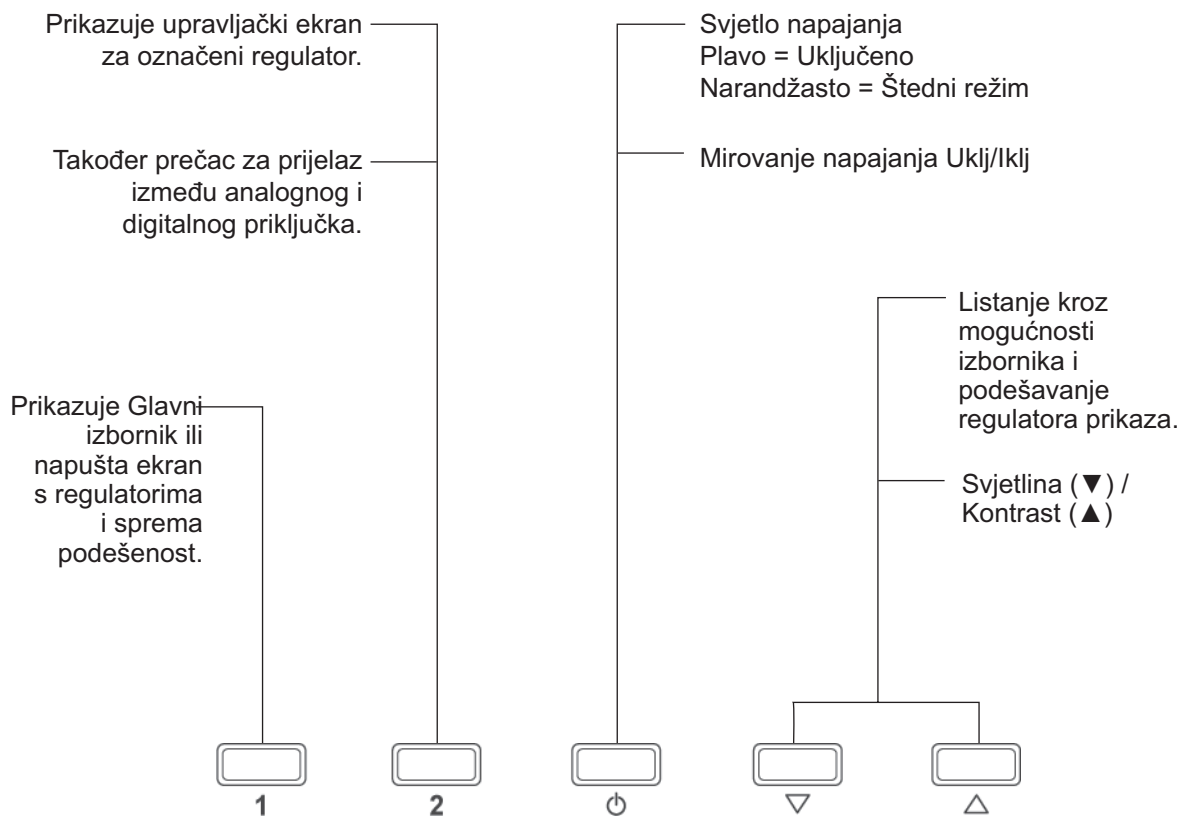 Prikazuje upravljački ekran
za označeni regulator.
Također prečac za prijelaz
između analognog i
digitalnog priključka.
Prikazuje Glavni
izbornik ili
napušta ekran
s regulatorima
i sprema
podešenost.
Svjetlo napajanja
Plavo = Uključeno
Narandžasto = Štedni režim
Mirovanje napajanja Uklj/Iklj
Listanje kroz
mogućnosti
izbornika i
podešavanje
regulatora prikaza.
Svjetlina (▼) /
Kontrast (▲)
1 2 ⏻ ▽ △